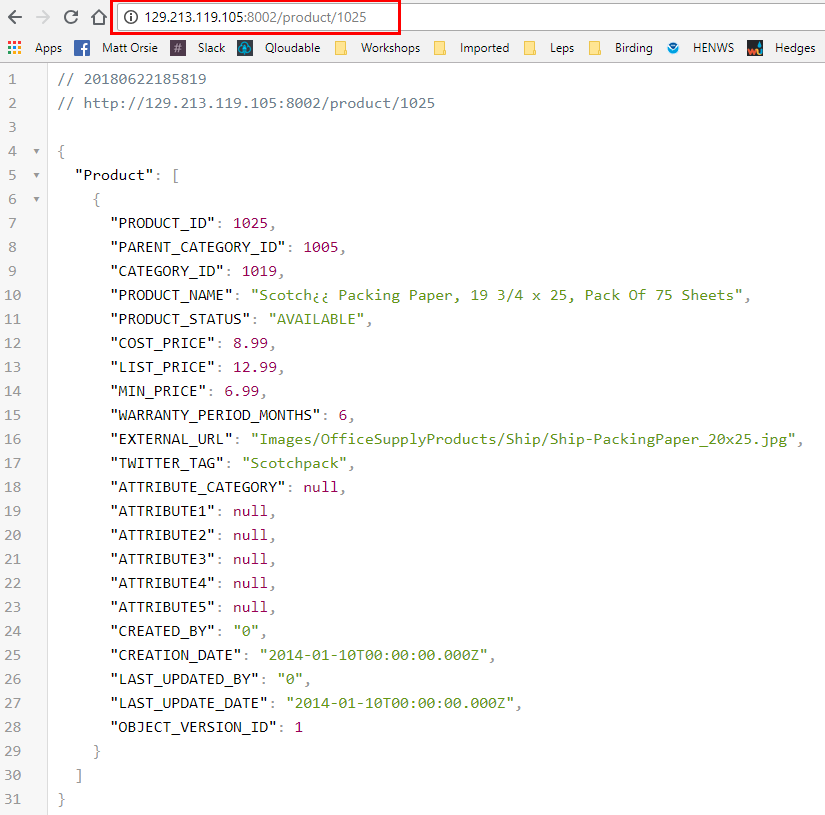 129.213.119.105:8002/product/1025
Apps Matt Orsie # Slack Qloudable Workshops Imported Leps Birding HENWS Hedges
1 // 20180622185819
2 // http://129.213.119.105:8002/product/1025
3
4 {
5 "Product": [
6 {
7 "PRODUCT_ID": 1025,
8 "PARENT_CATEGORY_ID": 1005,
9 "CATEGORY_ID": 1019,
10 "PRODUCT_NAME": "Scotch¿¿ Packing Paper, 19 3/4 x 25, Pack Of 75 Sheets",
11 "PRODUCT_STATUS": "AVAILABLE",
12 "COST_PRICE": 8.99,
13 "LIST_PRICE": 12.99,
14 "MIN_PRICE": 6.99,
15 "WARRANTY_PERIOD_MONTHS": 6,
16 "EXTERNAL_URL": "Images/OfficeSupplyProducts/Ship/Ship-PackingPaper_20x25.jpg",
17 "TWITTER_TAG": "Scotchpack",
18 "ATTRIBUTE_CATEGORY": null,
19 "ATTRIBUTE1": null,
20 "ATTRIBUTE2": null,
21 "ATTRIBUTE3": null,
22 "ATTRIBUTE4": null,
23 "ATTRIBUTE5": null,
24 "CREATED_BY": "0",
25 "CREATION_DATE": "2014-01-10T00:00:00.000Z",
26 "LAST_UPDATED_BY": "0",
27 "LAST_UPDATE_DATE": "2014-01-10T00:00:00.000Z",
28 "OBJECT_VERSION_ID": 1
29 }
30 ]
31 }